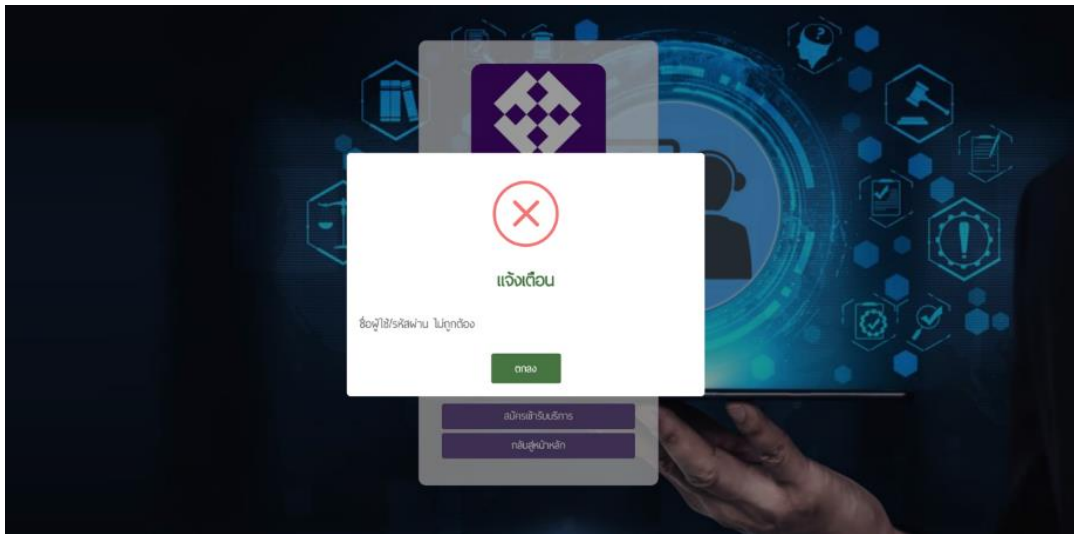 แจ้งเตือน
ชื่อผู้ใช้/รหัสผ่าน ไม่ถูกต้อง
ตกลง
สมัครเข้ารับบริการ
กลับสู่หน้าหลัก